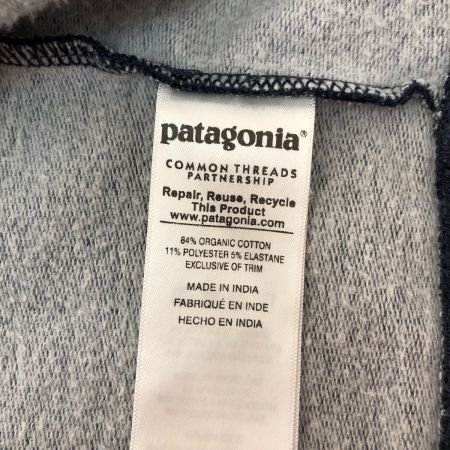 patagonia®
COMMON THREADS
PARTNERSHIP
Repair, Reuse, Recycle
This Product
www.patagonia.com
84% ORGANIC COTTON
11% POLYESTER 5% ELASTANE
EXCLUSIVE OF TRIM
MADE IN INDIA
FABRIQUÉ EN INDE
HECHO EN INDIA